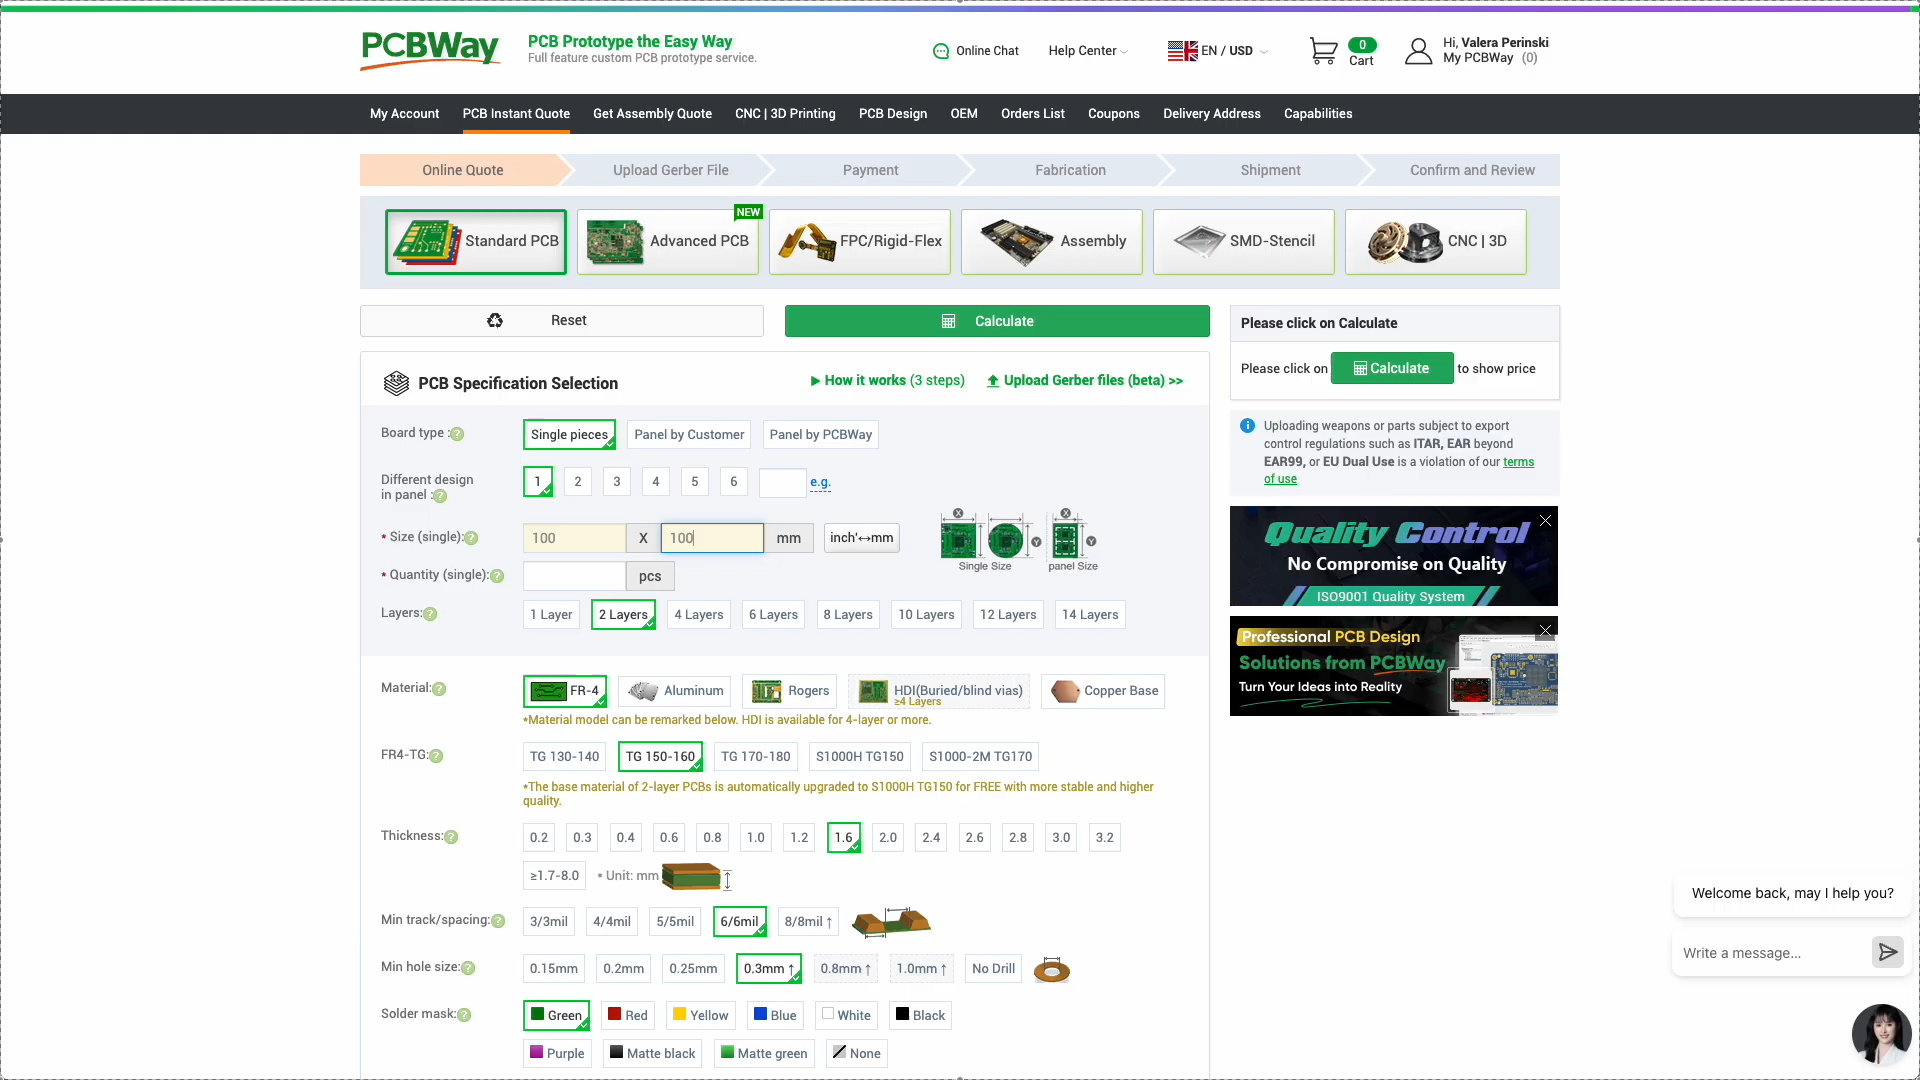 PCBWay
PCB Prototype the Easy Way
Full feature custom PCB prototype service.
Online Chat
Help Center
EN / USD
0
Cart
Hi, Valera Perinski
My PCBWay (0)
My Account
PCB Instant Quote
Get Assembly Quote
CNC | 3D Printing
PCB Design
OEM
Orders List
Coupons
Delivery Address
Capabilities
Online Quote
Upload Gerber File
Payment
Fabrication
Shipment
Confirm and Review
Standard PCB
NEW
Advanced PCB
FPC/Rigid-Flex
Assembly
SMD-Stencil
CNC | 3D
Reset
Calculate
Please click on Calculate
Please click on Calculate to show price
PCB Specification Selection
How it works (3 steps)
Upload Gerber files (beta) >>
Uploading weapons or parts subject to export
control regulations such as ITAR, EAR beyond
EAR99, or EU Dual Use is a violation of our terms
of use
Board type :
Single pieces
Panel by Customer
Panel by PCBWay
Different design
in panel :
1
2
3
4
5
6
e.g.
* Size (single):
100
X
100
mm
inch'↔mm
X
Y
Single Size
X
Y
panel Size
* Quantity (single):
pcs
Layers:
1 Layer
2 Layers
4 Layers
6 Layers
8 Layers
10 Layers
12 Layers
14 Layers
Quality Control
No Compromise on Quality
ISO9001 Quality System
Professional PCB Design
Solutions from PCBWay
Turn Your Ideas into Reality
Material:
FR-4
Aluminum
Rogers
HDI(Buried/blind vias)
≥4 Layers
Copper Base
*Material model can be remarked below. HDI is available for 4-layer or more.
FR4-TG:
TG 130-140
TG 150-160
TG 170-180
S1000H TG150
S1000-2M TG170
*The base material of 2-layer PCBs is automatically upgraded to S1000H TG150 for FREE with more stable and higher
quality.
Thickness:
0.2
0.3
0.4
0.6
0.8
1.0
1.2
1.6
2.0
2.4
2.6
2.8
3.0
3.2
≥1.7-8.0
* Unit: mm
Min track/spacing:
3/3mil
4/4mil
5/5mil
6/6mil
8/8mil ↑
Min hole size:
0.15mm
0.2mm
0.25mm
0.3mm ↑
0.8mm ↑
1.0mm ↑
No Drill
Solder mask:
Green
Red
Yellow
Blue
White
Black
Purple
Matte black
Matte green
None
Welcome back, may I help you?
Write a message...